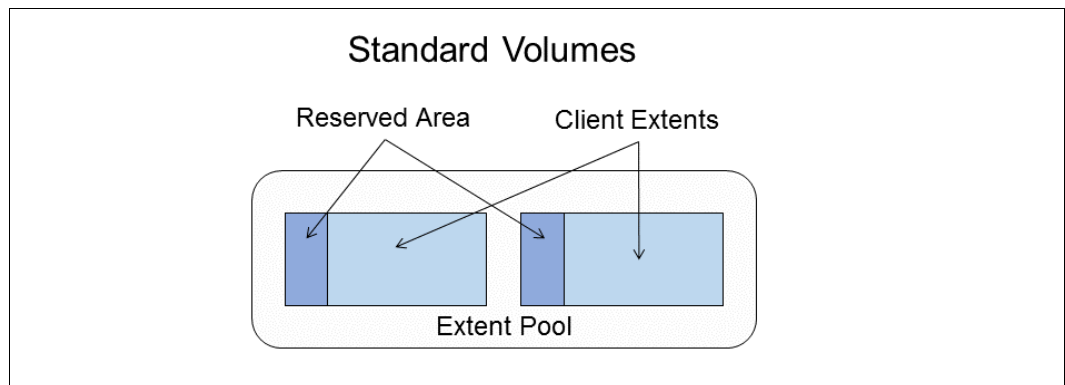 Standard Volumes
Reserved Area
Client Extents
Extent Pool